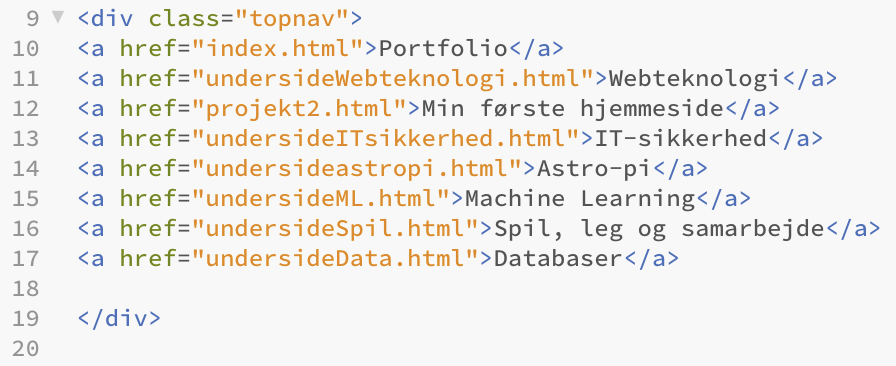 9 ▼ <div class="topnav">
10 <a href="index.html">Portfolio</a>
11 <a href="undersideWebteknologi.html">Webteknologi</a>
12 <a href="projekt2.html">Min første hjemmeside</a>
13 <a href="undersideITsikkerhed.html">IT-sikkerhed</a>
14 <a href="undersideastropi.html">Astro-pi</a>
15 <a href="undersideML.html">Machine Learning</a>
16 <a href="undersideSpil.html">Spil, leg og samarbejde</a>
17 <a href="undersideData.html">Databaser</a>
18
19 </div>
20